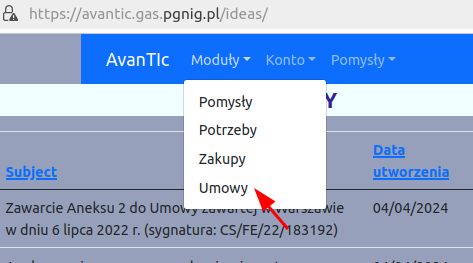 https://avantic.gas.pgnig.pl/ideas/
AvanTIc Moduły Konto Pomysły
Pomysły
Potrzeby
Zakupy
Umowy
Y
Subject
Data utworzenia
Zawarcie Aneksu 2 do Umowy zawartej w Warszawie
w dniu 6 lipca 2022 r. (sygnatura: CS/FE/22/183192)
04/04/2024